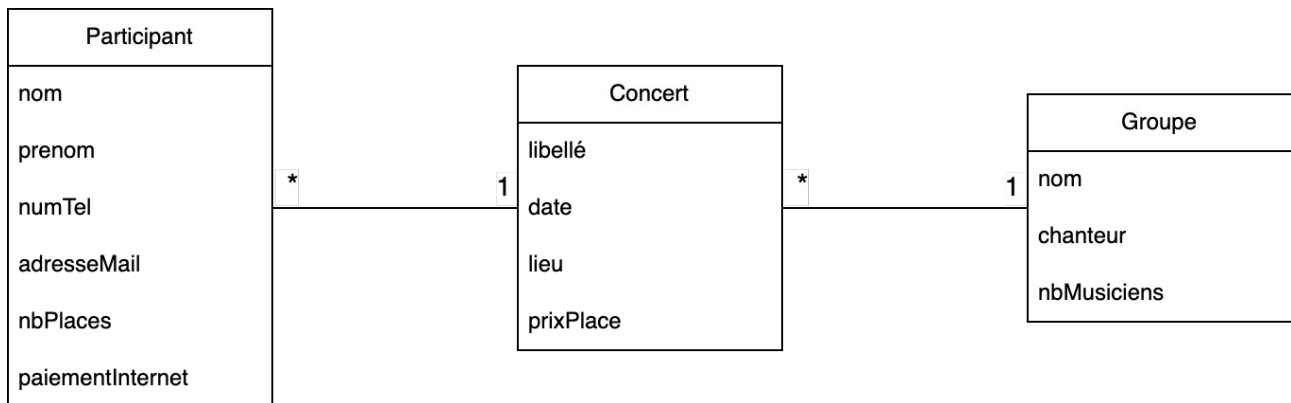 Participant
nom
prenom
numTel
adresseMail
nbPlaces
paiementInternet
*
1
Concert
libellé
date
lieu
prixPlace
*
1
Groupe
nom
chanteur
nbMusiciens